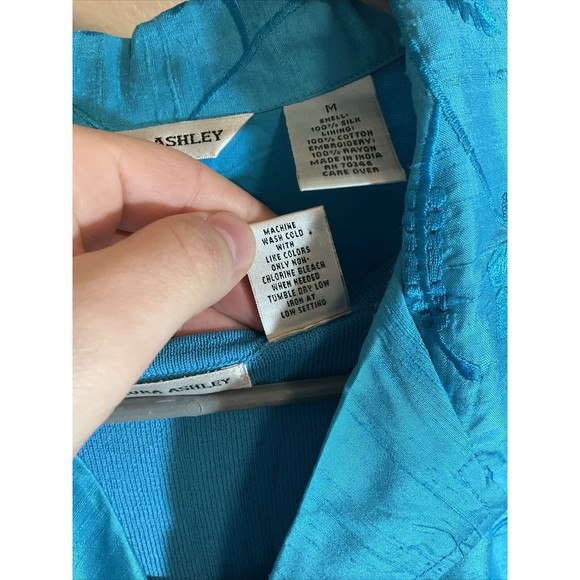 ASHLEY
M
SHELL:
100% SILK
LINING:
100% COTTON
EMBROIDERY:
100% RAYON
MADE IN INDIA
RN 70246
CARE OVER
MACHINE
WASH COLD
WITH
LIKE COLORS
ONLY NON-
CHLORINE BLEACH
WHEN NEEDED
TUMBLE DRY LOW
IRON AT
LOW SETTING
URA ASHLEY